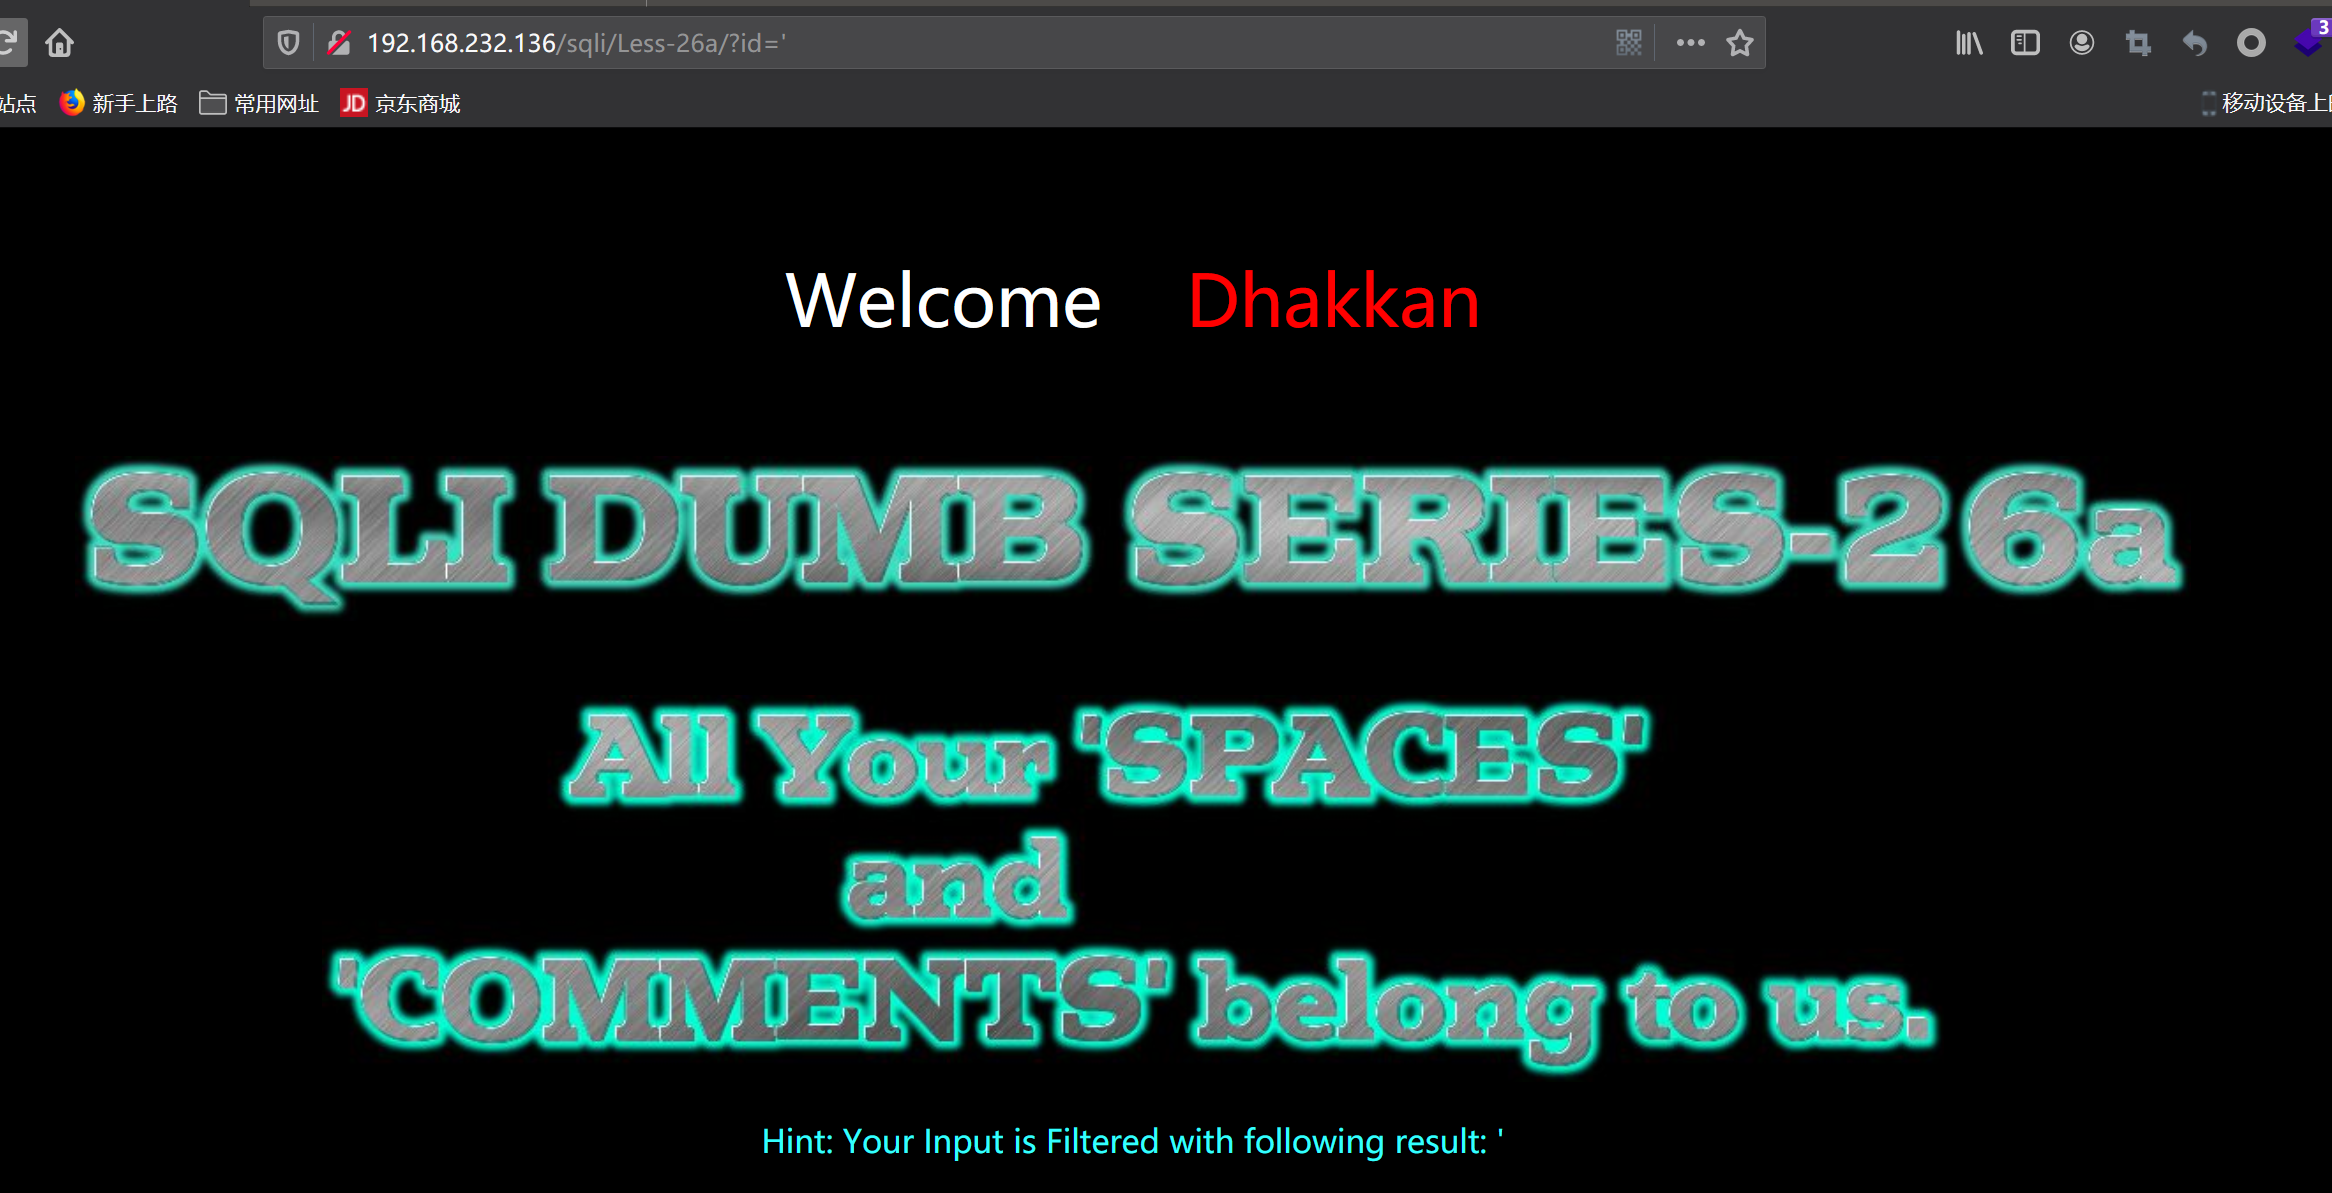 192.168.232.136/sqli/Less-26a/?id='
3
站点 新手上路 常用网址 JD 京东商城 移动设备上
Welcome Dhakkan
SQLI DUMB SERIES-26a
All Your 'SPACES'
and
'COMMENTS' belong to us.
Hint: Your Input is Filtered with following result: '